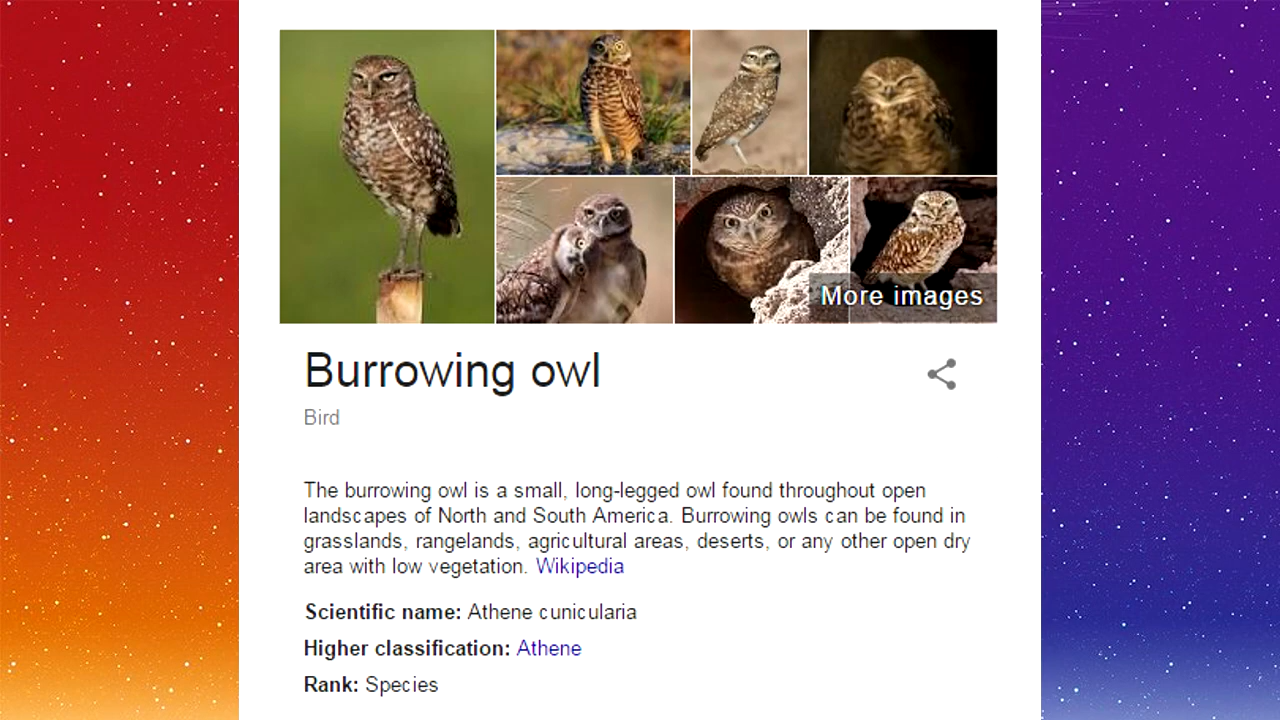 More images
Burrowing owl
Bird
The burrowing owl is a small, long-legged owl found throughout open
landscapes of North and South America. Burrowing owls can be found in
grasslands, rangelands, agricultural areas, deserts, or any other open dry
area with low vegetation. Wikipedia
Scientific name: Athene cunicularia
Higher classification: Athene
Rank: Species